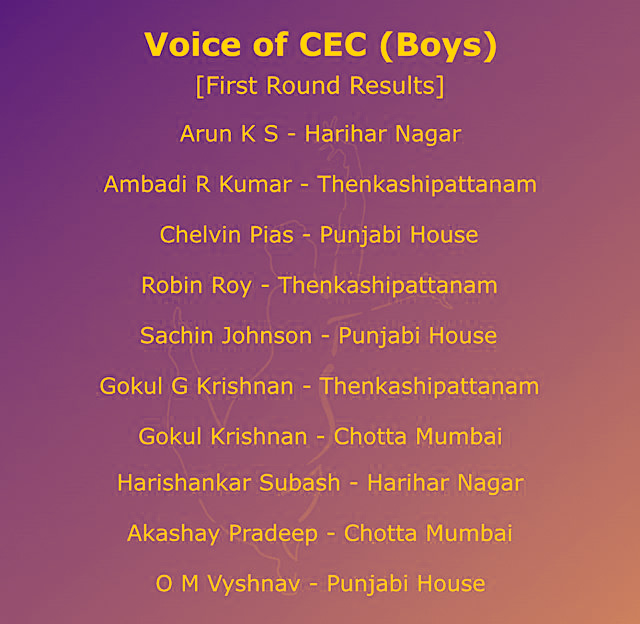 Voice of CEC (Boys)
[First Round Results]
Arun K S - Harihar Nagar
Ambadi R Kumar - Thenkashipattanam
Chelvin Pias - Punjabi House
Robin Roy - Thenkashipattanam
Sachin Johnson - Punjabi House
Gokul G Krishnan - Thenkashipattanam
Gokul Krishnan - Chotta Mumbai
Harishankar Subash - Harihar Nagar
Akashay Pradeep - Chotta Mumbai
O M Vyshnav - Punjabi House